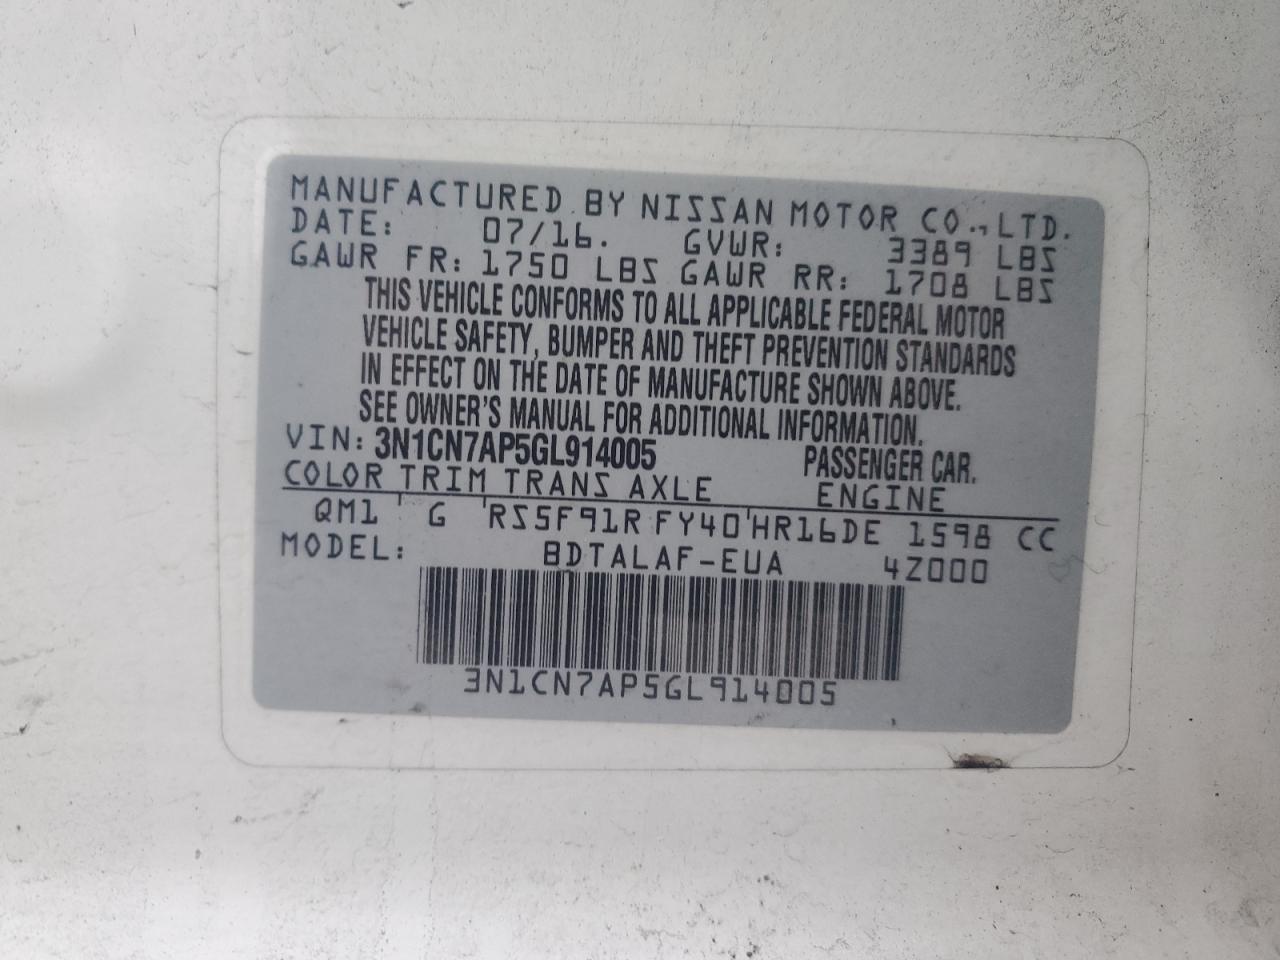 MANUFACTURED BY NISSAN MOTOR CO., LTD.
DATE: 07/16. GVWR: 3389 LBS
GAWR FR: 1750 LBS GAWR RR: 1708 LBS
THIS VEHICLE CONFORMS TO ALL APPLICABLE FEDERAL MOTOR
VEHICLE SAFETY, BUMPER AND THEFT PREVENTION STANDARDS
IN EFFECT ON THE DATE OF MANUFACTURE SHOWN ABOVE.
SEE OWNER'S MANUAL FOR ADDITIONAL INFORMATION.
VIN: 3N1CN7AP5GL914005 PASSENGER CAR.
COLOR TRIM TRANS AXLE ENGINE
QM1 G RS5F91R FY40 HR16DE 1598 CC
MODEL: BDTALAF-EUA 4Z000
3N1CN7AP5GL914005